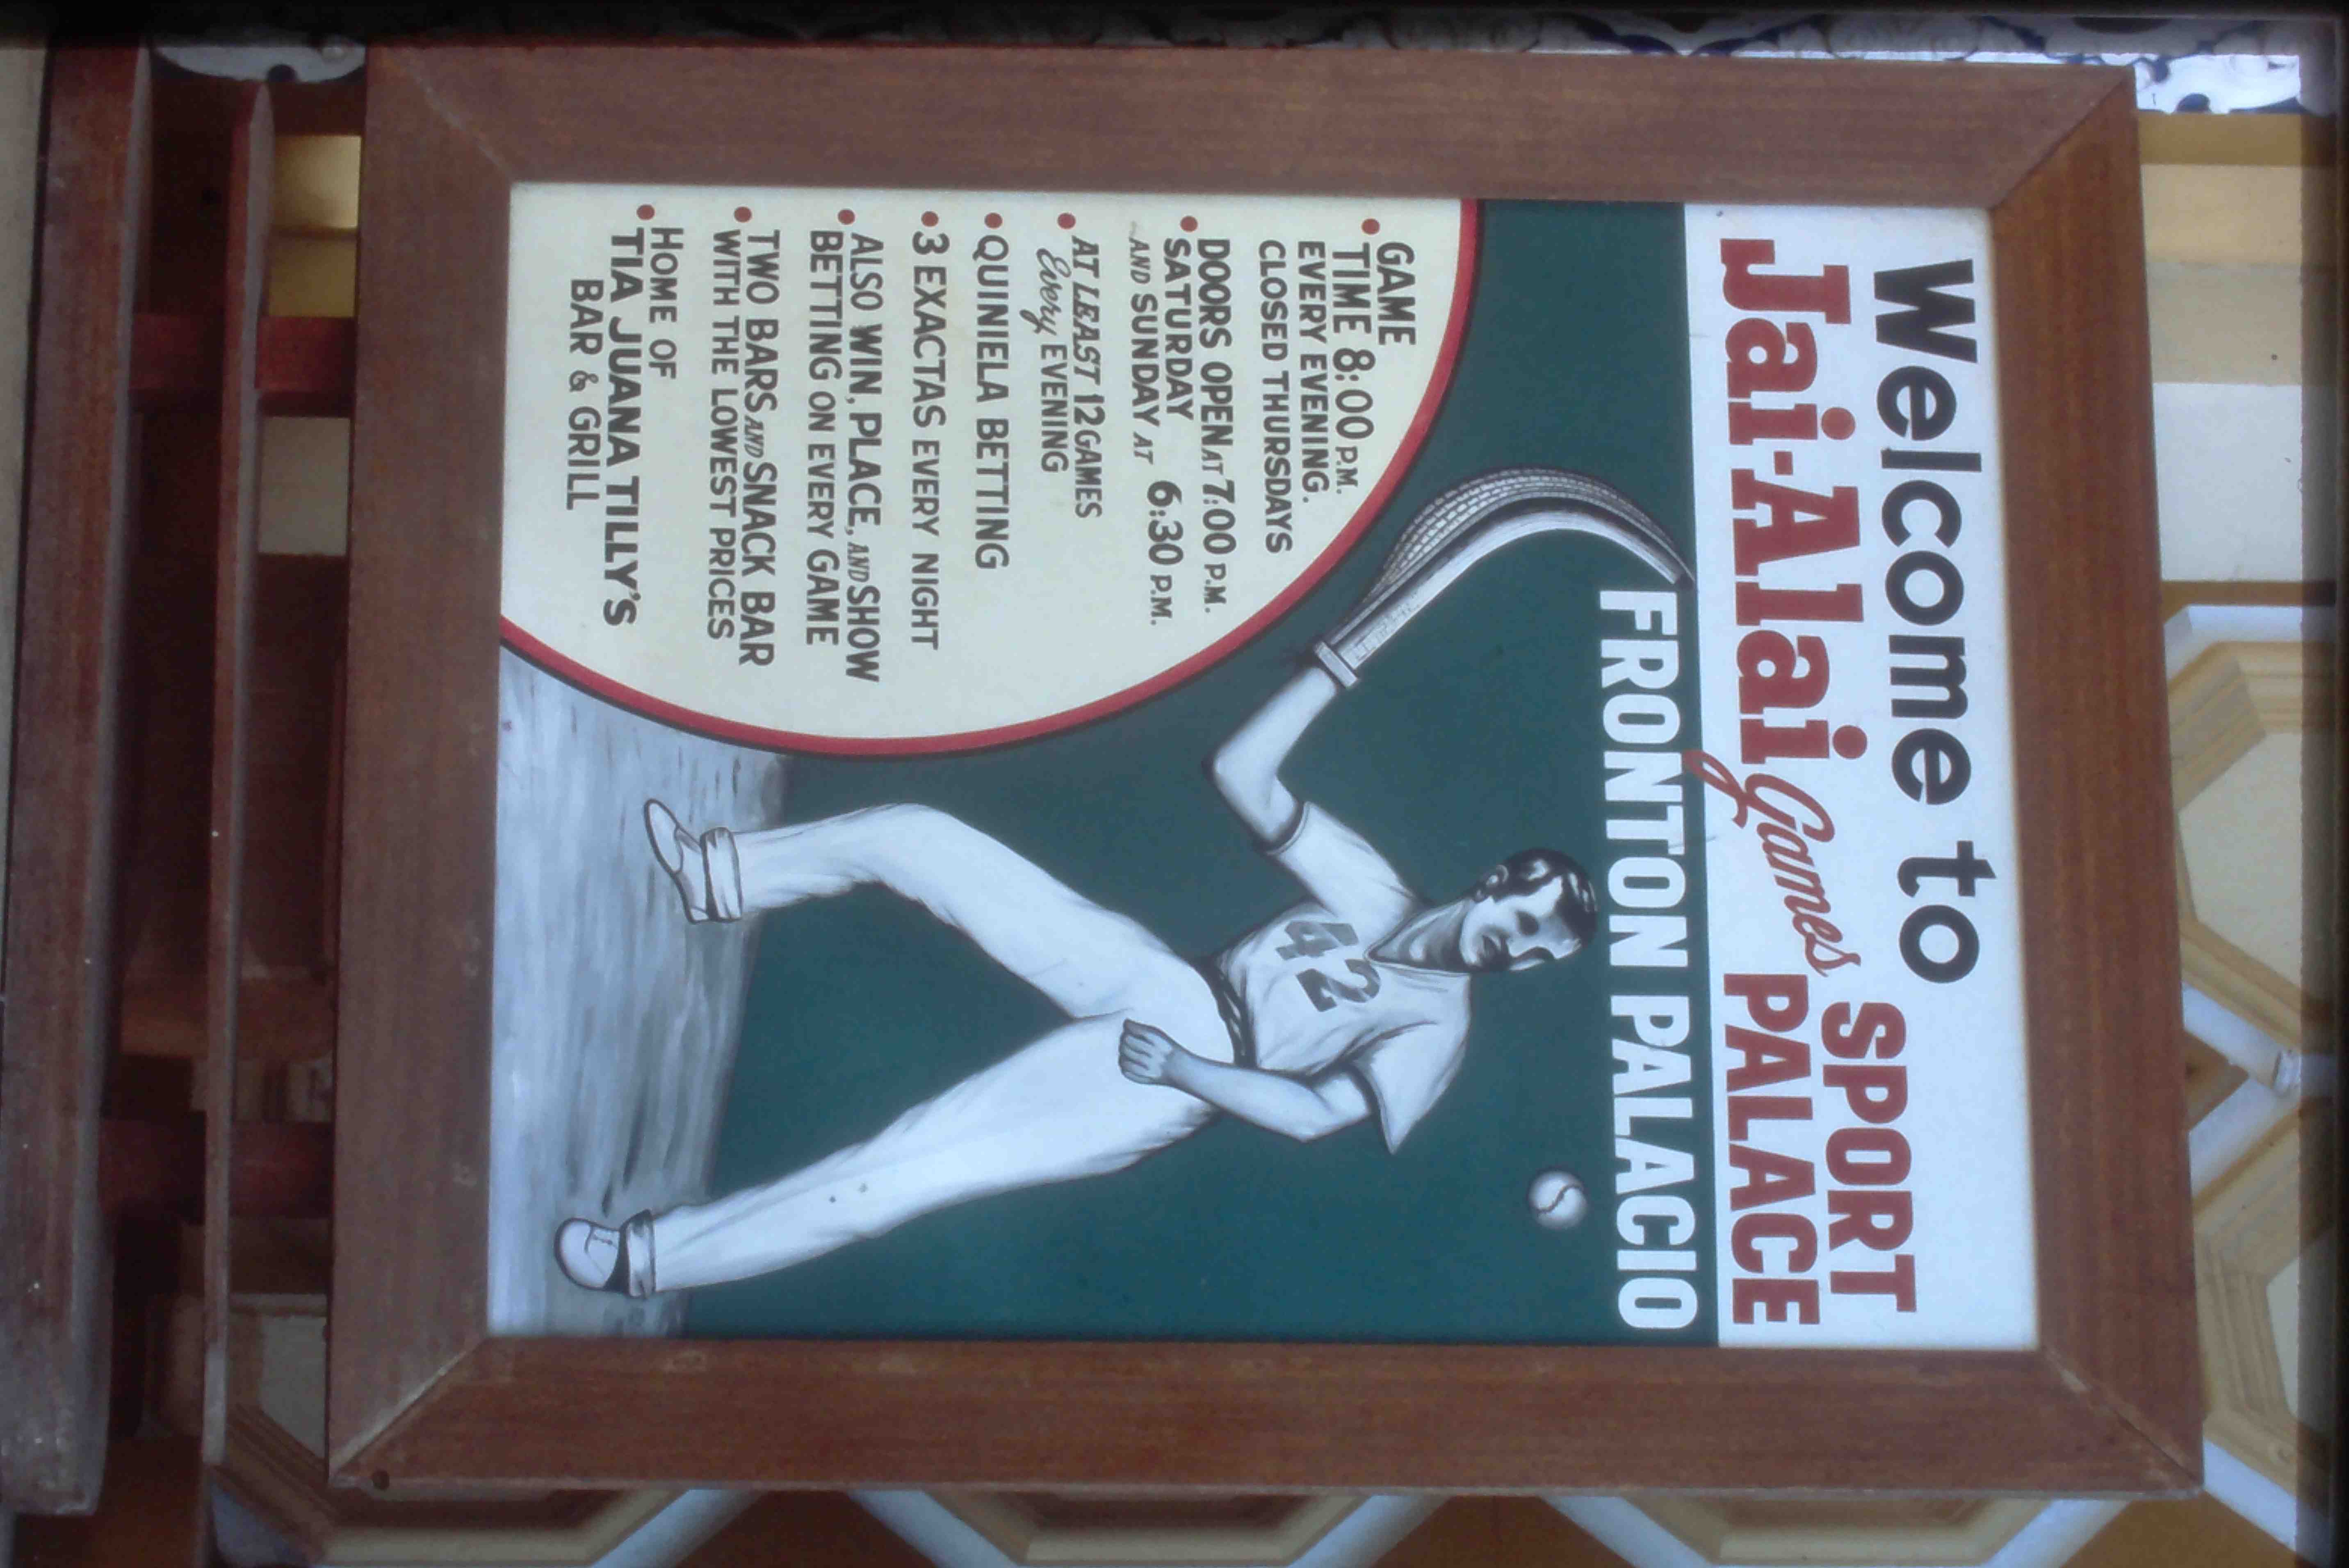 Welcome to
Jai-Alai Games SPORT PALACE
FRONTON PALACIO
42
• GAME
TIME 8:00 P.M.
EVERY EVENING.
CLOSED THURSDAYS
• DOORS OPEN AT 7:00 P.M.
SATURDAY
AND SUNDAY AT 6:30 P.M.
• AT LEAST 12 GAMES
Every EVENING
• QUINIELA BETTING
• 3 EXACTAS EVERY NIGHT
• ALSO WIN, PLACE, AND SHOW
BETTING ON EVERY GAME
• TWO BARS AND SNACK BAR
WITH THE LOWEST PRICES
• HOME OF
TIA JUANA TILLY'S
BAR & GRILL